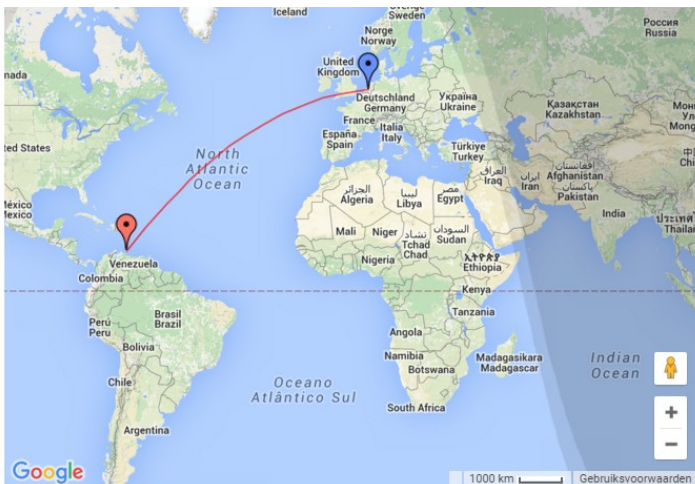 Iceland
Sweden
Norge
Norway
Россия
Russia
United
Kingdom
nada
Deutschland
Germany
Україна
Ukraine
Қазақстан
Kazakhstan
France
Italia
Italy
España
Spain
Türkiye
Turkey
ted States
North
Atlantic
Ocean
العراق
Iraq
ایران
Iran
افغانستان
Afghanistan
پاکستان
Pakistan
الجزائر
Algeria
ليبيا
Libya
مصر
Egypt
México
Mexico
India
Mali
Niger
تشاد
Tchad
Chad
السودان
Sudan
Venezuela
Colombia
Nigeria
ኢትዮጵያ
Ethiopia
Kenya
Tanzania
Perú
Peru
Brasil
Brazil
Bolivia
Angola
Namibia
Botswana
Madagasikara
Madagascar
Indian
Ocean
Chile
Oceano
Atlântico Sul
South Africa
Argentina
Google
1000 km
Gebruiksvoorwaarden